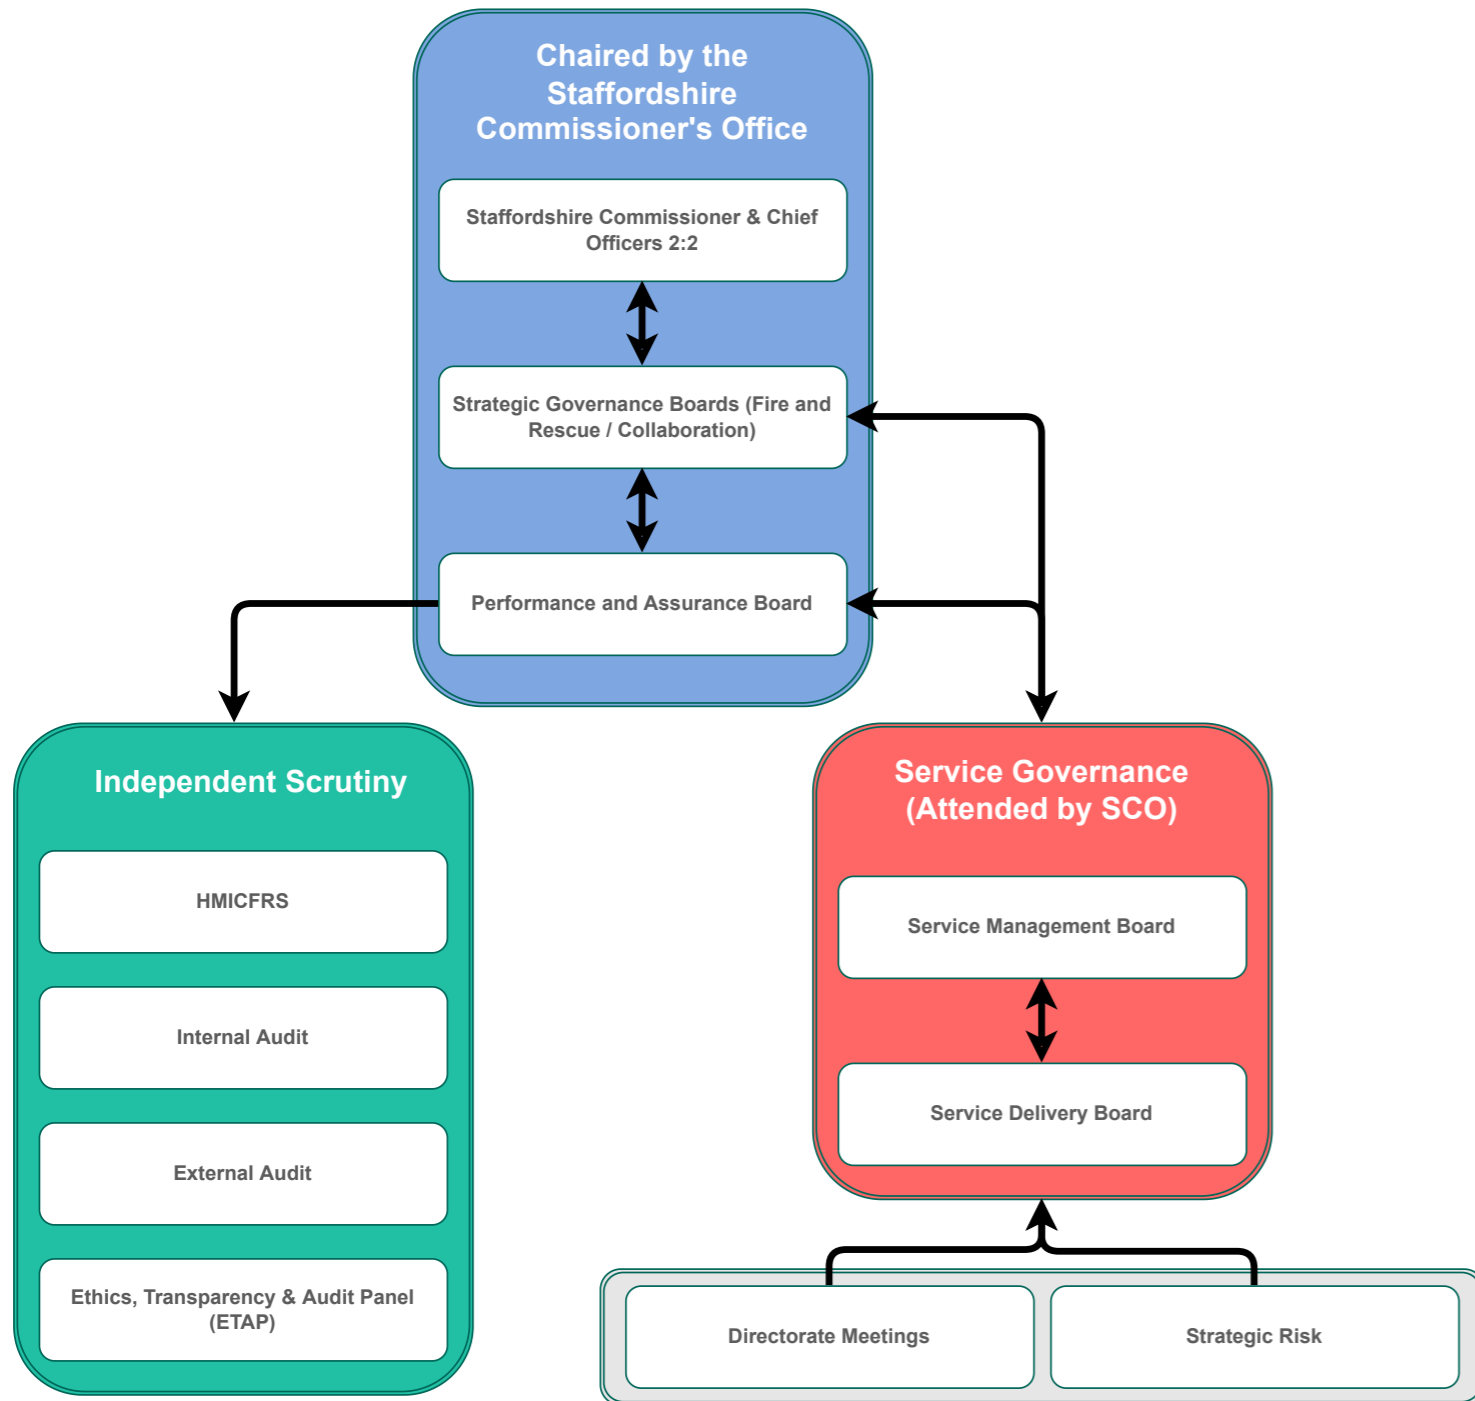 Chaired by the
Staffordshire
Commissioner's Office
Staffordshire Commissioner & Chief
Officers 2:2
Strategic Governance Boards (Fire and
Rescue / Collaboration)
Performance and Assurance Board
Independent Scrutiny
HMICFRS
Internal Audit
External Audit
Ethics, Transparency & Audit Panel
(ETAP)
Service Governance
(Attended by SCO)
Service Management Board
Service Delivery Board
Directorate Meetings
Strategic Risk